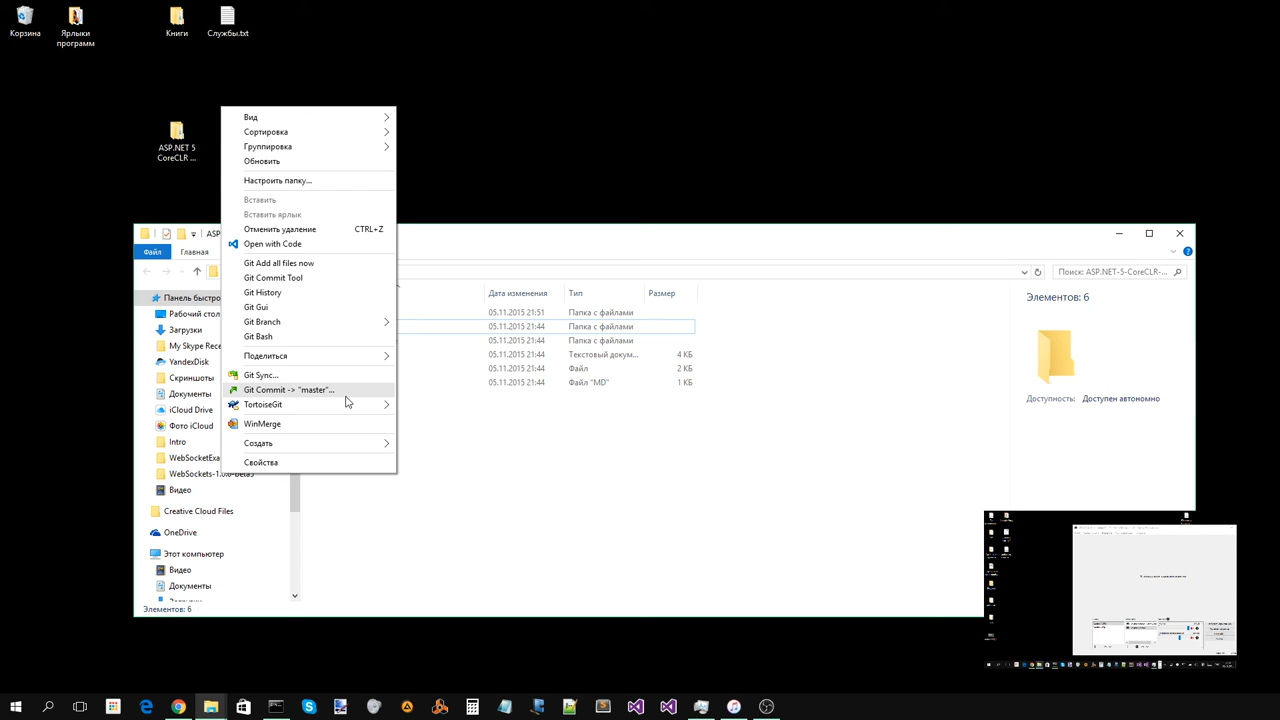 Корзина
Ярлыки
программ
Книги
Службы.txt
ASP.NET 5
CoreCLR ...
Вид
Сортировка
Группировка
Обновить
Настроить папку...
Вставить
Вставить ярлык
Отменить удаление CTRL+Z
Open with Code
Git Add all files now
Git Commit Tool
Git History
Git Gui
Git Branch
Git Bash
Поделиться
Git Sync...
Git Commit -> "master"...
TortoiseGit
WinMerge
Создать
Свойства
ASP
Файл
Главная
Поиск: ASP.NET-5-CoreCLR-...
Панель быстро
Рабочий стол
Загрузки
My Skype Rece
YandexDisk
Скриншоты
Документы
iCloud Drive
Фото iCloud
Intro
WebSocketExa
WebSockets-1.0.0-beta5
Видео
Creative Cloud Files
OneDrive
Этот компьютер
Видео
Документы
Элементов: 6
Дата изменения Тип Размер
05.11.2015 21:51 Папка с файлами
05.11.2015 21:44 Папка с файлами
05.11.2015 21:44 Папка с файлами
05.11.2015 21:44 Текстовый докум... 4 КБ
05.11.2015 21:44 Файл 2 КБ
05.11.2015 21:44 Файл "MD" 1 КБ
Элементов: 6
Доступность: Доступен автономно